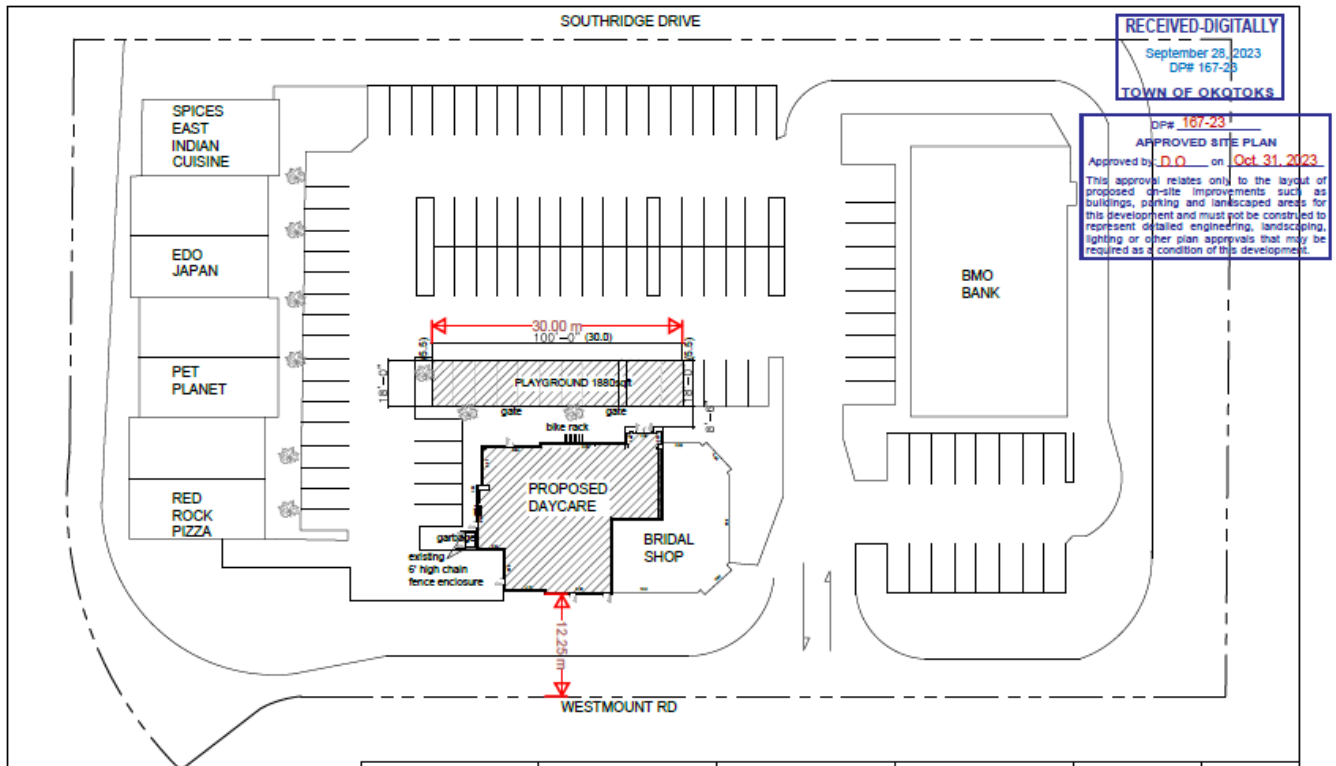 SOUTHRIDGE DRIVE
RECEIVED-DIGITALLY
September 28, 2023
DP# 167-23
TOWN OF OKOTOKS
DP# 167-23
APPROVED SITE PLAN
Approved by: D.O. on Oct. 31, 2023
This approval relates only to the layout of
proposed on-site improvements such as
buildings, parking and landscaped areas for
this development and must not be construed to
represent detailed engineering, landscaping,
lighting or other plan approvals that may be
required as a condition of this development.
SPICES
EAST
INDIAN
CUISINE
EDO
JAPAN
PET
PLANET
RED
ROCK
PIZZA
BMO
BANK
30.00 m
100'-0" (30.0)
(5.5)
(5.5)
18'-0"
18'-0"
PLAYGROUND 1880sqft
gate
gate
bike rack
PROPOSED
DAYCARE
BRIDAL
SHOP
garbage
existing
6' high chain
fence enclosure
12.25 m
WESTMOUNT RD